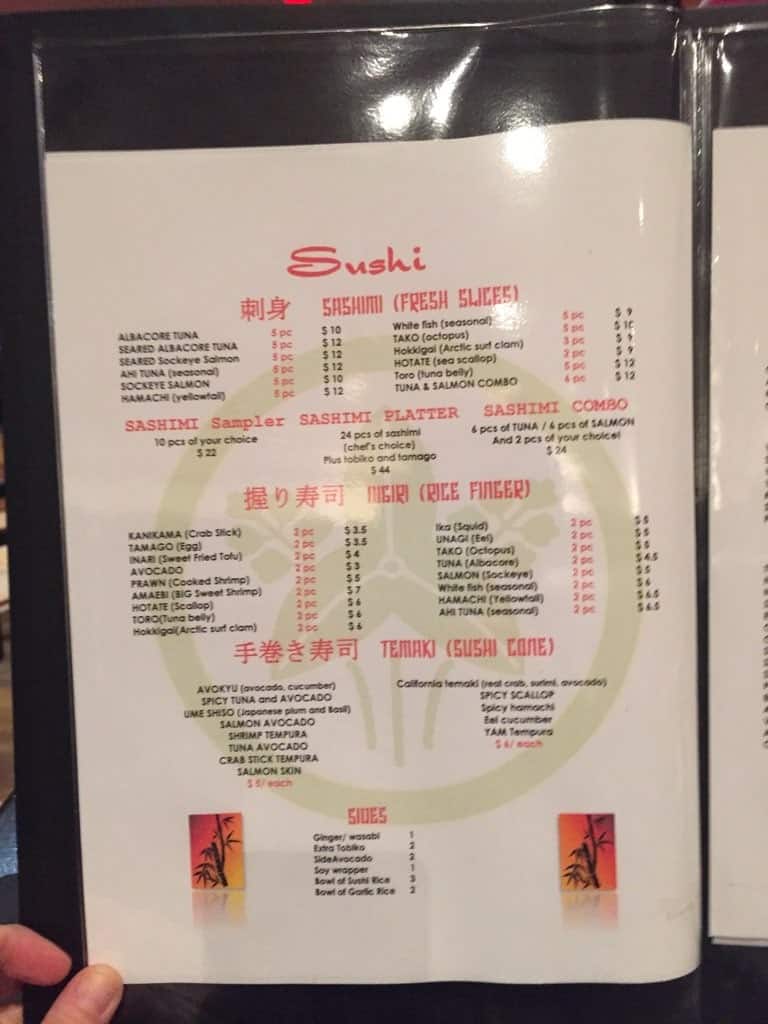 Sushi
刺身 SASHIMI (FRESH SLICES)
ALBACORE TUNA 5 pc $ 10
SEARED ALBACORE TUNA 5 pc $ 12
SEARED Sockeye Salmon 5 pc $ 12
AHI TUNA (seasonal) 5 pc $ 12
SOCKEYE SALMON 5 pc $ 10
HAMACHI (yellowtail) 5 pc $ 12
White fish (seasonal) 5 pc $ 9
TAKO (octopus) 5 pc $ 10
Hokkigai (Arctic surf clam) 3 pc $ 9
HOTATE (sea scallop) 2 pc $ 9
Toro (tuna belly) 5 pc $ 12
TUNA & SALMON COMBO 6 pc $ 12
SASHIMI Sampler
10 pcs of your choice
$ 22
SASHIMI PLATTER
24 pcs of sashimi
(chef's choice)
Plus tobiko and tamago
$ 44
SASHIMI COMBO
6 pcs of TUNA / 6 pcs of SALMON
And 2 pcs of your choice!
$ 24
握り寿司 NIGIRI (RICE FINGER)
KANIKAMA (Crab Stick) 2 pc $ 3.5
TAMAGO (Egg) 2 pc $ 3.5
INARI (Sweet Fried Tofu) 2 pc $ 4
AVOCADO 2 pc $ 3
PRAWN (Cooked Shrimp) 2 pc $ 5
AMAEBI (BIG Sweet Shrimp) 2 pc $ 7
HOTATE (Scallop) 2 pc $ 6
TORO(Tuna belly) 2 pc $ 6
Hokkigai(Arctic surf clam) 2 pc $ 6
Ika (Squid) 2 pc $ 5
UNAGI (Eel) 2 pc $ 5
TAKO (Octopus) 2 pc $ 5
TUNA (Albacore) 2 pc $ 4.5
SALMON (Sockeye) 2 pc $ 5
White fish (seasonal) 2 pc $ 6
HAMACHI (Yellowtail) 2 pc $ 6.5
AHI TUNA (seasonal) 2 pc $ 6.5
手巻き寿司 TEMAKI (SUSHI CONE)
AVOKYU (avocado, cucumber)
SPICY TUNA and AVOCADO
UME SHISO (Japanese plum and Basil)
SALMON AVOCADO
SHRIMP TEMPURA
TUNA AVOCADO
CRAB STICK TEMPURA
SALMON SKIN
$ 5/ each
California temaki (real crab, surimi, avocado)
SPICY SCALLOP
Spicy hamachi
Eel cucumber
YAM Tempura
$ 6/ each
SIDES
Ginger/ wasabi 1
Extra Tobiko 2
SideAvocado 2
Soy wrapper 1
Bowl of Sushi Rice 3
Bowl of Garlic Rice 2